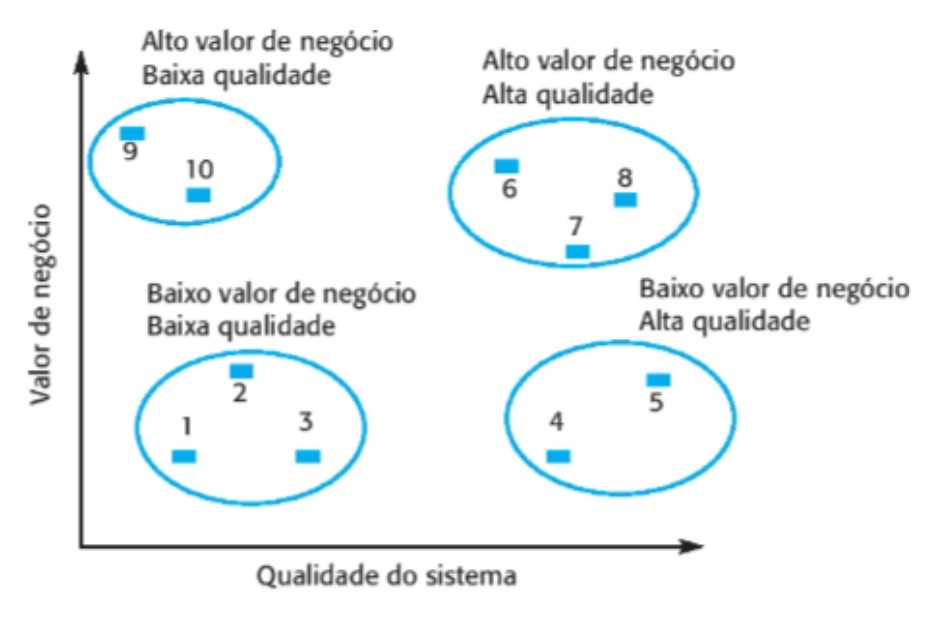 Alto valor de negócio
Baixa qualidade
Alto valor de negócio
Alta qualidade
9
10
6
8
7
Valor de negócio
Baixo valor de negócio
Baixa qualidade
Baixo valor de negócio
Alta qualidade
2
1
3
5
4
Qualidade do sistema